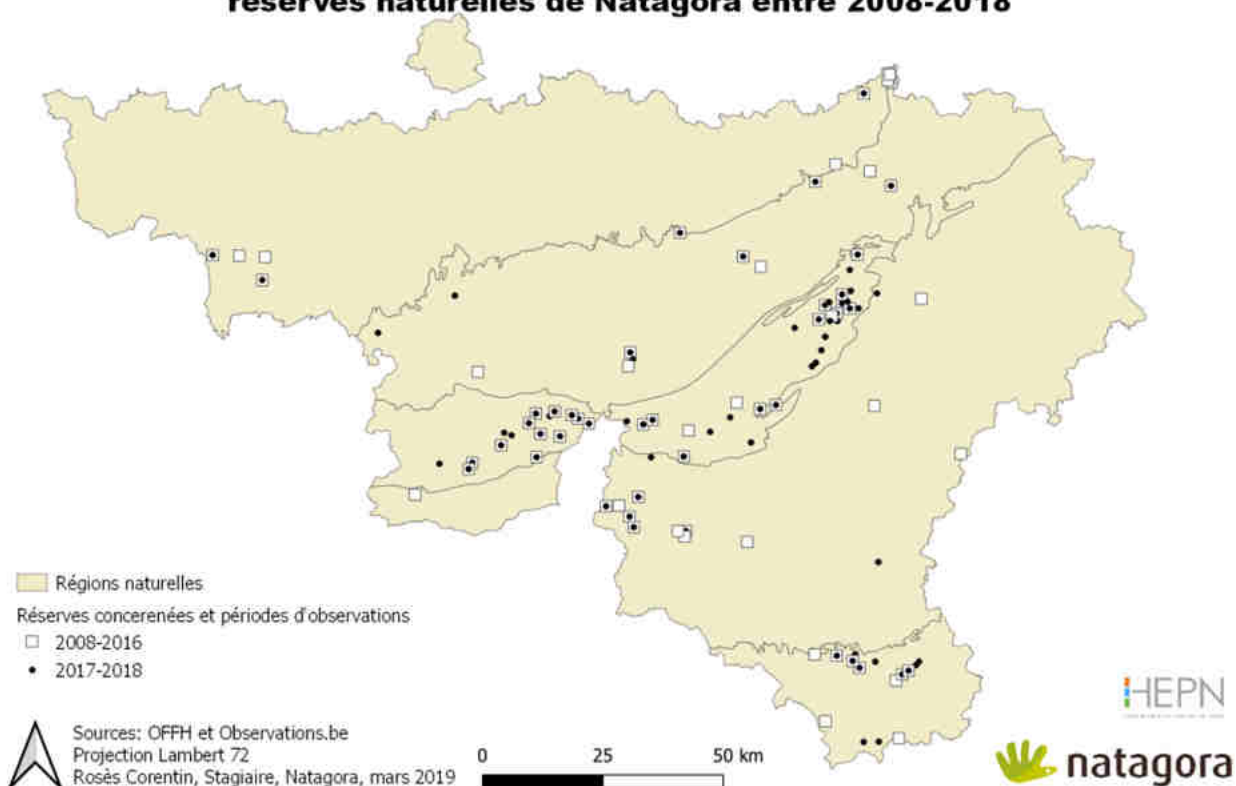 réserves naturelles de Natagora entre 2008-2018
Régions naturelles
Réserves concerenées et périodes d'observations
2008-2016
2017-2018
Sources: OFFH et Observations.be
Projection Lambert 72
Rosès Corentin, Stagiaire, Natagora, mars 2019
0 25 50 km
HEPN
natagora